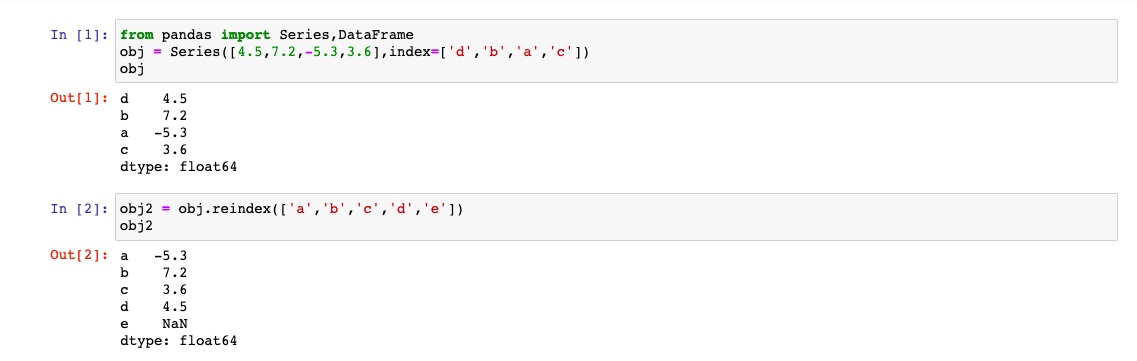 In [1]: from pandas import Series,DataFrame
obj = Series([4.5,7.2,-5.3,3.6],index=['d','b','a','c'])
obj
Out[1]: d    4.5
b    7.2
a   -5.3
c    3.6
dtype: float64
In [2]: obj2 = obj.reindex(['a','b','c','d','e'])
obj2
Out[2]: a   -5.3
b    7.2
c    3.6
d    4.5
e    NaN
dtype: float64